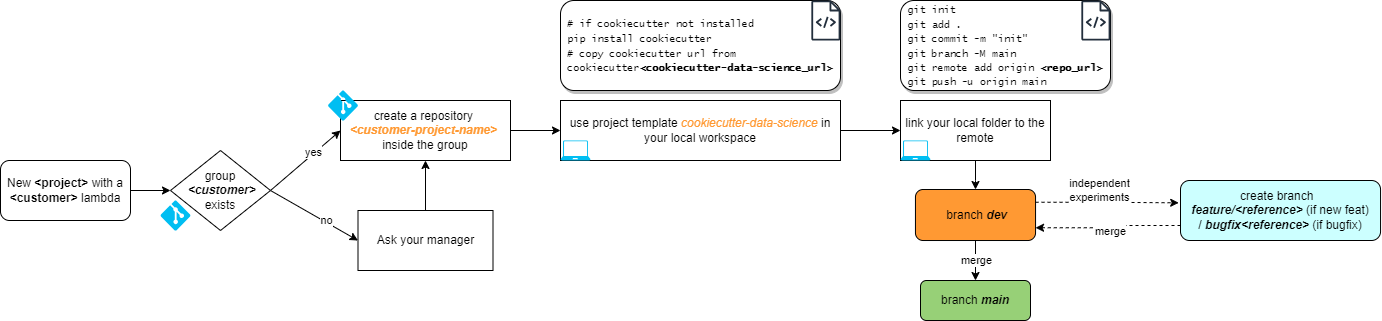 # if cookiecutter not installed
pip install cookiecutter
# copy cookiecutter url from
cookiecutter<cookiecutter-data-science_url>
git init
git add .
git commit -m "init"
git branch -M main
git remote add origin <repo_url>
git push -u origin main
New <project> with a
<customer> lambda
group
<customer>
exists
yes
no
create a repository
<customer-project-name>
inside the group
Ask your manager
use project template cookiecutter-data-science in
your local workspace
link your local folder to the
remote
branch dev
independent
experiments
merge
create branch
feature/<reference> (if new feat)
/ bugfix<reference> (if bugfix)
merge
branch main